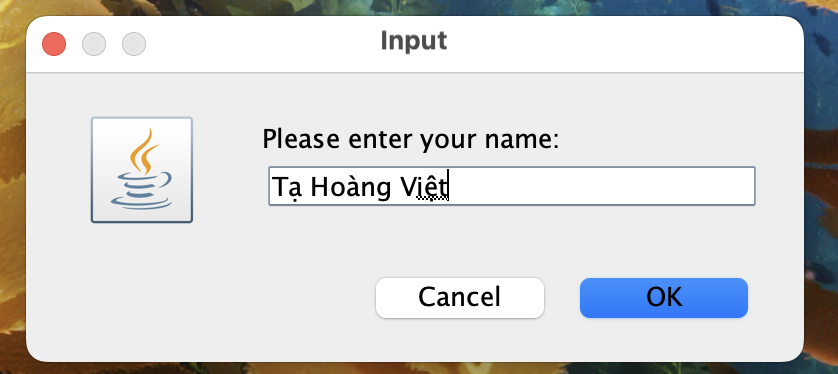 Input
Please enter your name:
Tạ Hoàng Việt
Cancel
OK